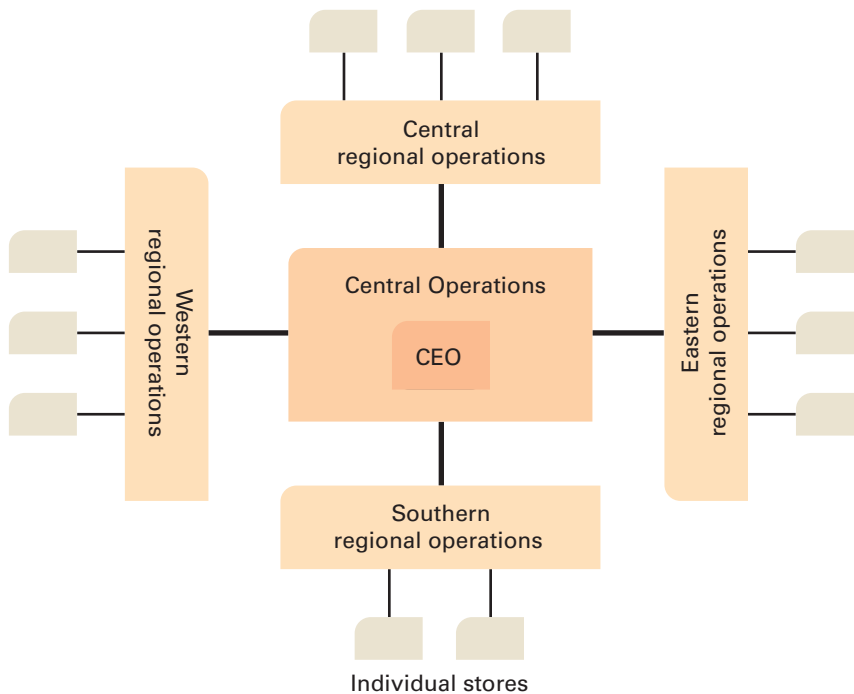 Central
regional operations
Western
regional operations
Central Operations
CEO
Eastern
regional operations
Southern
regional operations
Individual stores